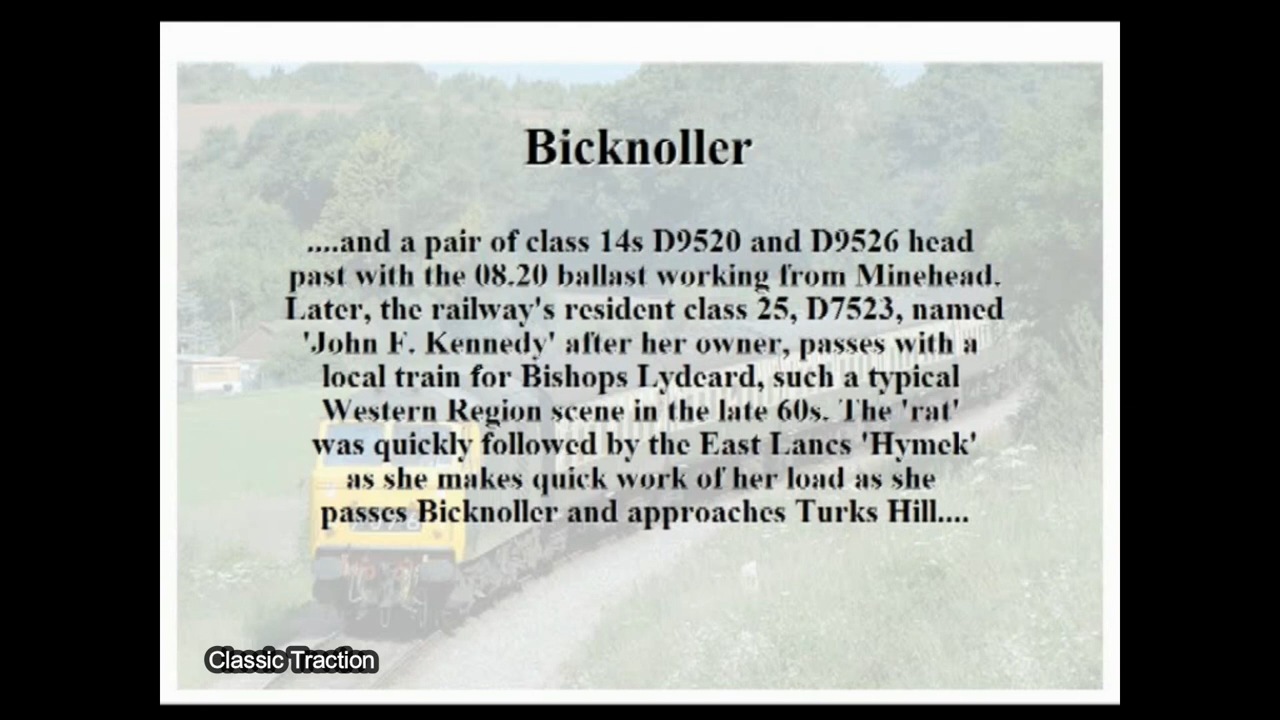 Bicknoller
....and a pair of class 14s D9520 and D9526 head
past with the 08.20 ballast working from Minehead.
Later, the railway's resident class 25, D7523, named
'John F. Kennedy' after her owner, passes with a
local train for Bishops Lydeard, such a typical
Western Region scene in the late 60s. The 'rat'
was quickly followed by the East Lancs 'Hymek'
as she makes quick work of her load as she
passes Bicknoller and approaches Turks Hill....
Classic Traction